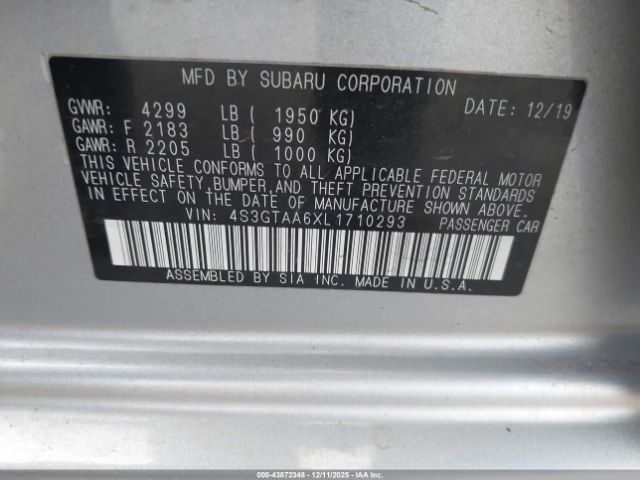 MFD BY SUBARU CORPORATION
GVWR: 4299 LB ( 1950 KG) DATE: 12/19
GAWR: F 2183 LB ( 990 KG)
GAWR: R 2205 LB ( 1000 KG)
THIS VEHICLE CONFORMS TO ALL APPLICABLE FEDERAL MOTOR
VEHICLE SAFETY, BUMPER, AND THEFT PREVENTION STANDARDS
IN EFFECT ON THE DATE OF MANUFACTURE SHOWN ABOVE.
VIN: 4S3GTAA6XL1710293 PASSENGER CAR
ASSEMBLED BY SIA INC. MADE IN U.S.A.
000-43872348 - 12/11/2025 - IAAI.COM